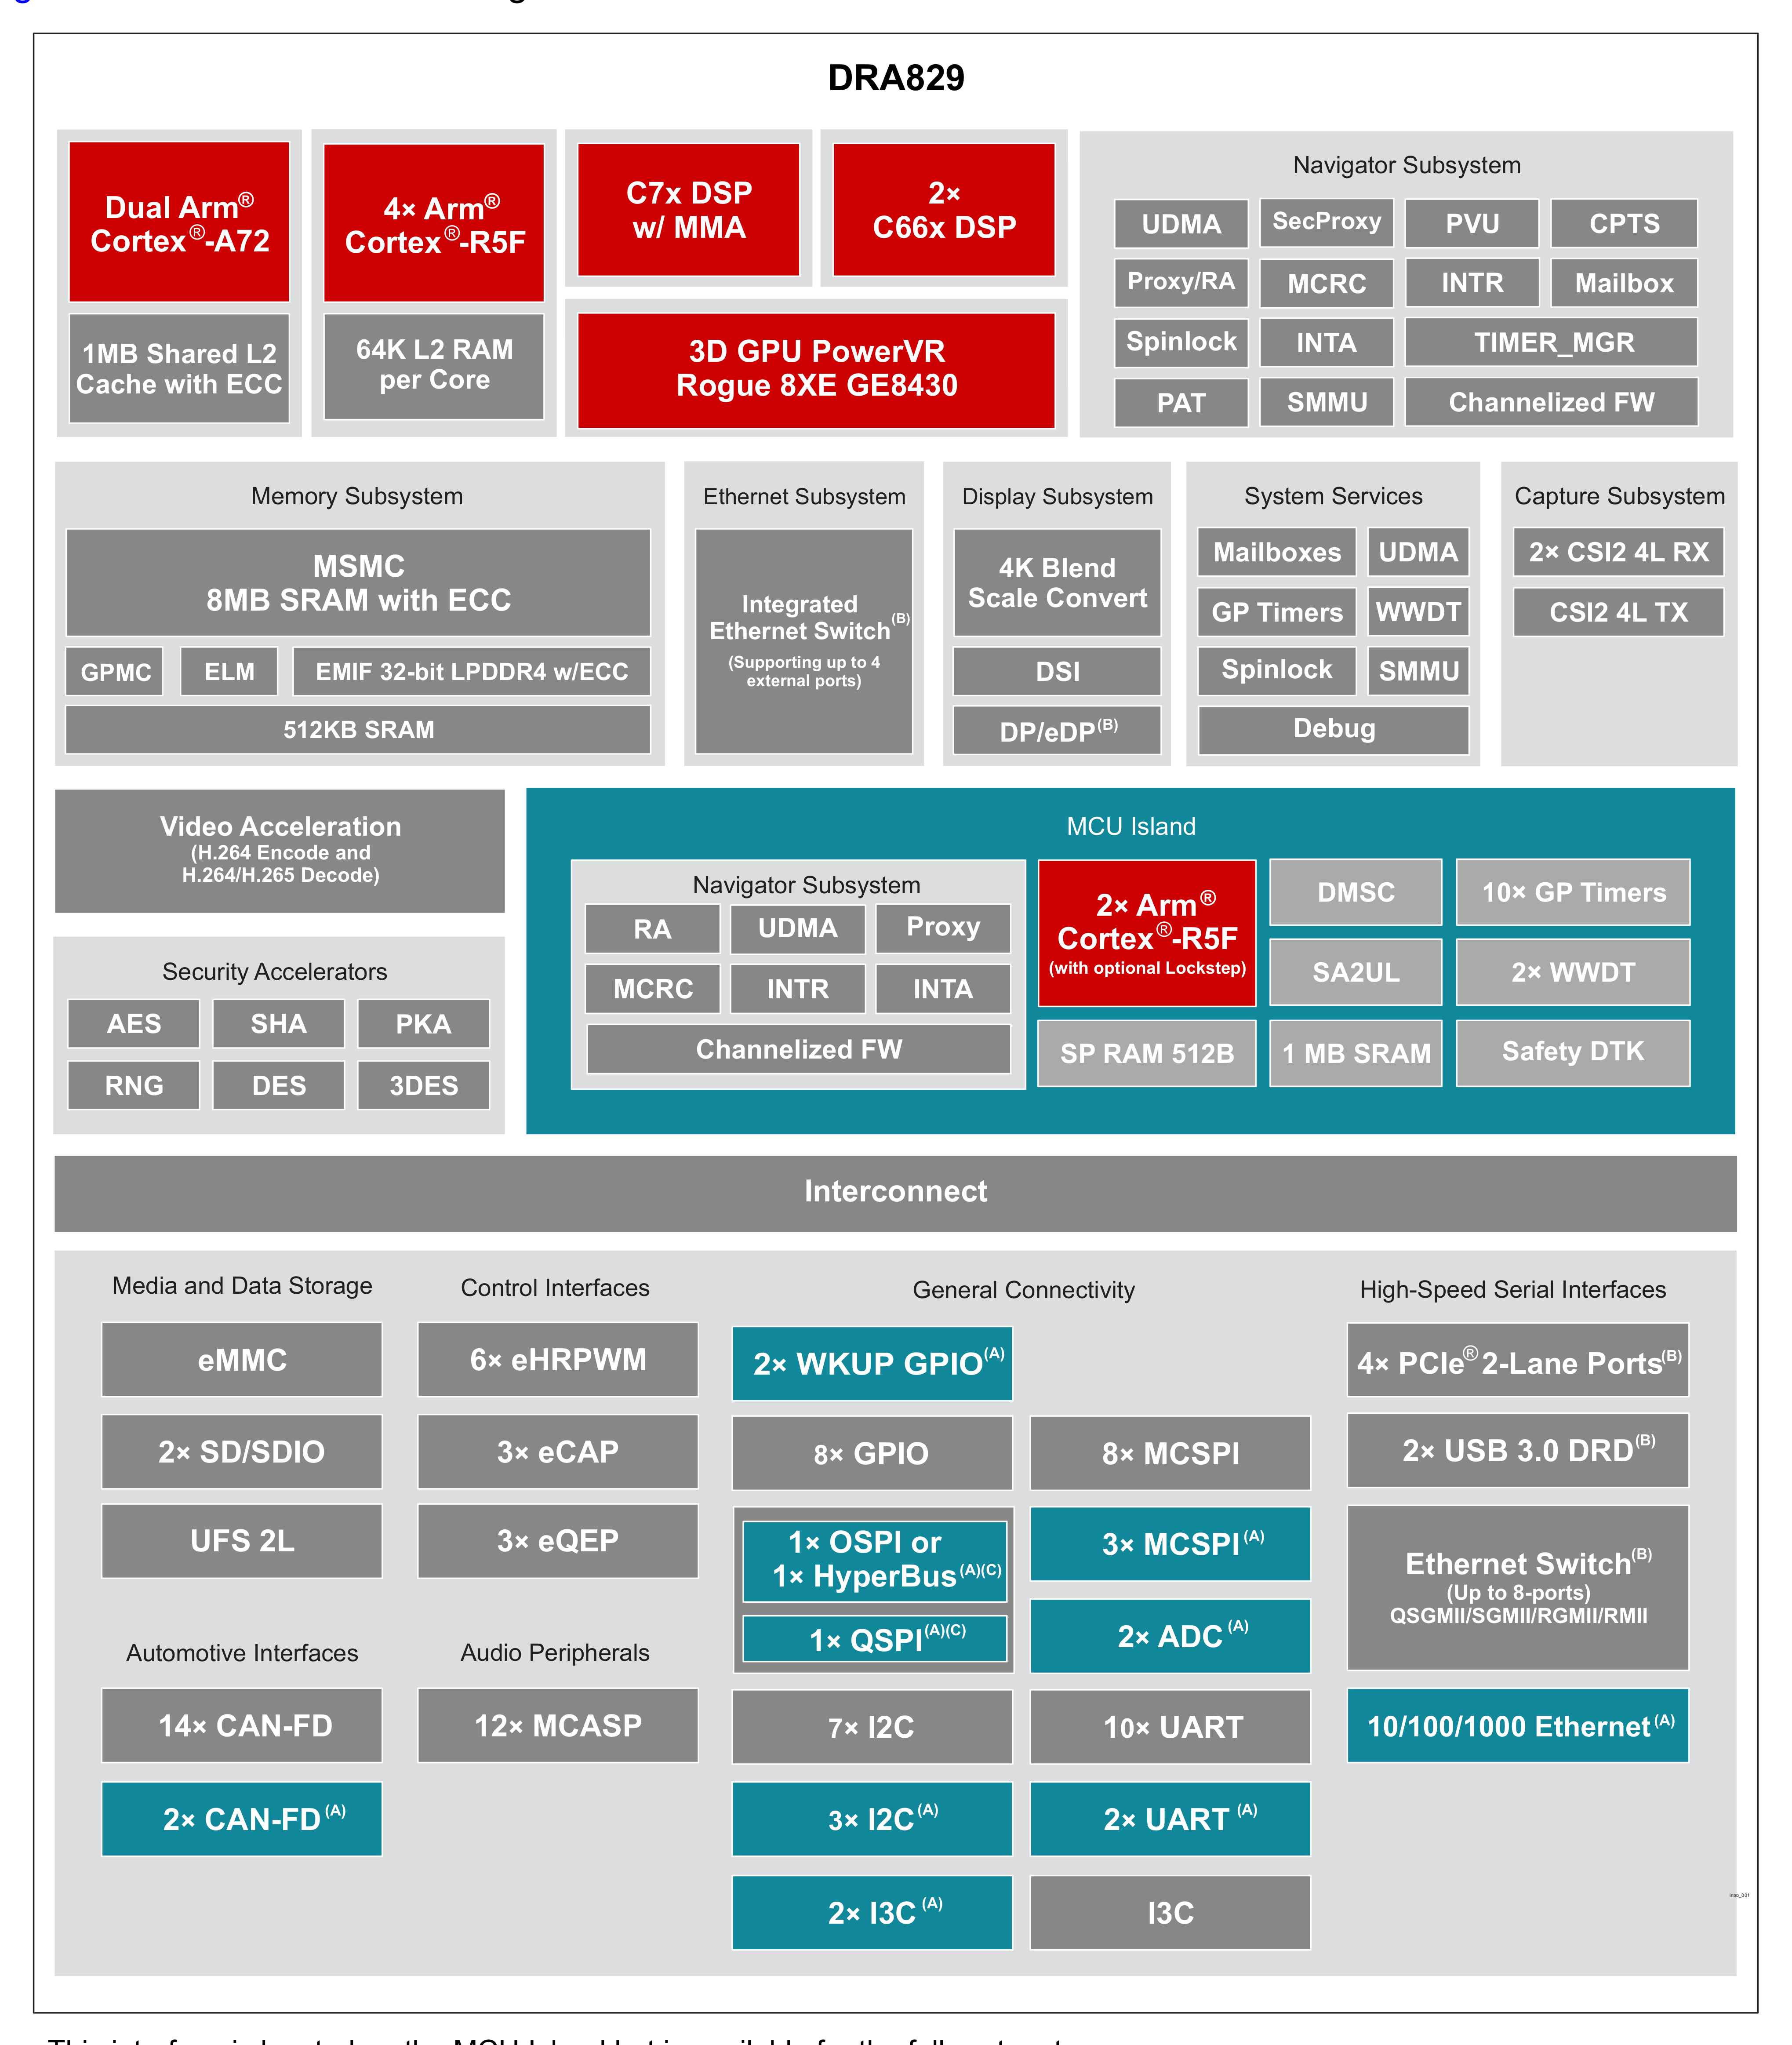 DRA829
Dual Arm®
Cortex®-A72
1MB Shared L2
Cache with ECC
4× Arm®
Cortex®-R5F
64K L2 RAM
per Core
C7x DSP
w/ MMA
2×
C66x DSP
3D GPU PowerVR
Rogue 8XE GE8430
Navigator Subsystem
UDMA
SecProxy
PVU
CPTS
Proxy/RA
MCRC
INTR
Mailbox
Spinlock
INTA
TIMER_MGR
PAT
SMMU
Channelized FW
Memory Subsystem
MSMC
8MB SRAM with ECC
GPMC
ELM
EMIF 32-bit LPDDR4 w/ECC
512KB SRAM
Ethernet Subsystem
Integrated
Ethernet Switch(B)
(Supporting up to 4
external ports)
Display Subsystem
4K Blend
Scale Convert
DSI
DP/eDP(B)
System Services
Mailboxes
UDMA
GP Timers
WWDT
Spinlock
SMMU
Debug
Capture Subsystem
2× CSI2 4L RX
CSI2 4L TX
Video Acceleration
(H.264 Encode and
H.264/H.265 Decode)
Security Accelerators
AES
SHA
PKA
RNG
DES
3DES
MCU Island
Navigator Subsystem
RA
UDMA
Proxy
MCRC
INTR
INTA
Channelized FW
2× Arm®
Cortex®-R5F
(with optional Lockstep)
DMSC
10× GP Timers
SA2UL
2× WWDT
SP RAM 512B
1 MB SRAM
Safety DTK
Interconnect
Media and Data Storage
eMMC
2× SD/SDIO
UFS 2L
Control Interfaces
6× eHRPWM
3× eCAP
3× eQEP
Automotive Interfaces
14× CAN-FD
2× CAN-FD(A)
Audio Peripherals
12× MCASP
General Connectivity
2× WKUP GPIO(A)
8× GPIO
8× MCSPI
1× OSPI or
1× HyperBus(A)(C)
1× QSPI(A)(C)
3× MCSPI(A)
2× ADC(A)
7× I2C
10× UART
3× I2C(A)
2× UART(A)
2× I3C(A)
I3C
High-Speed Serial Interfaces
4× PCIe® 2-Lane Ports(B)
2× USB 3.0 DRD(B)
Ethernet Switch(B)
(Up to 8-ports)
QSGMII/SGMII/RGMII/RMII
10/100/1000 Ethernet(A)